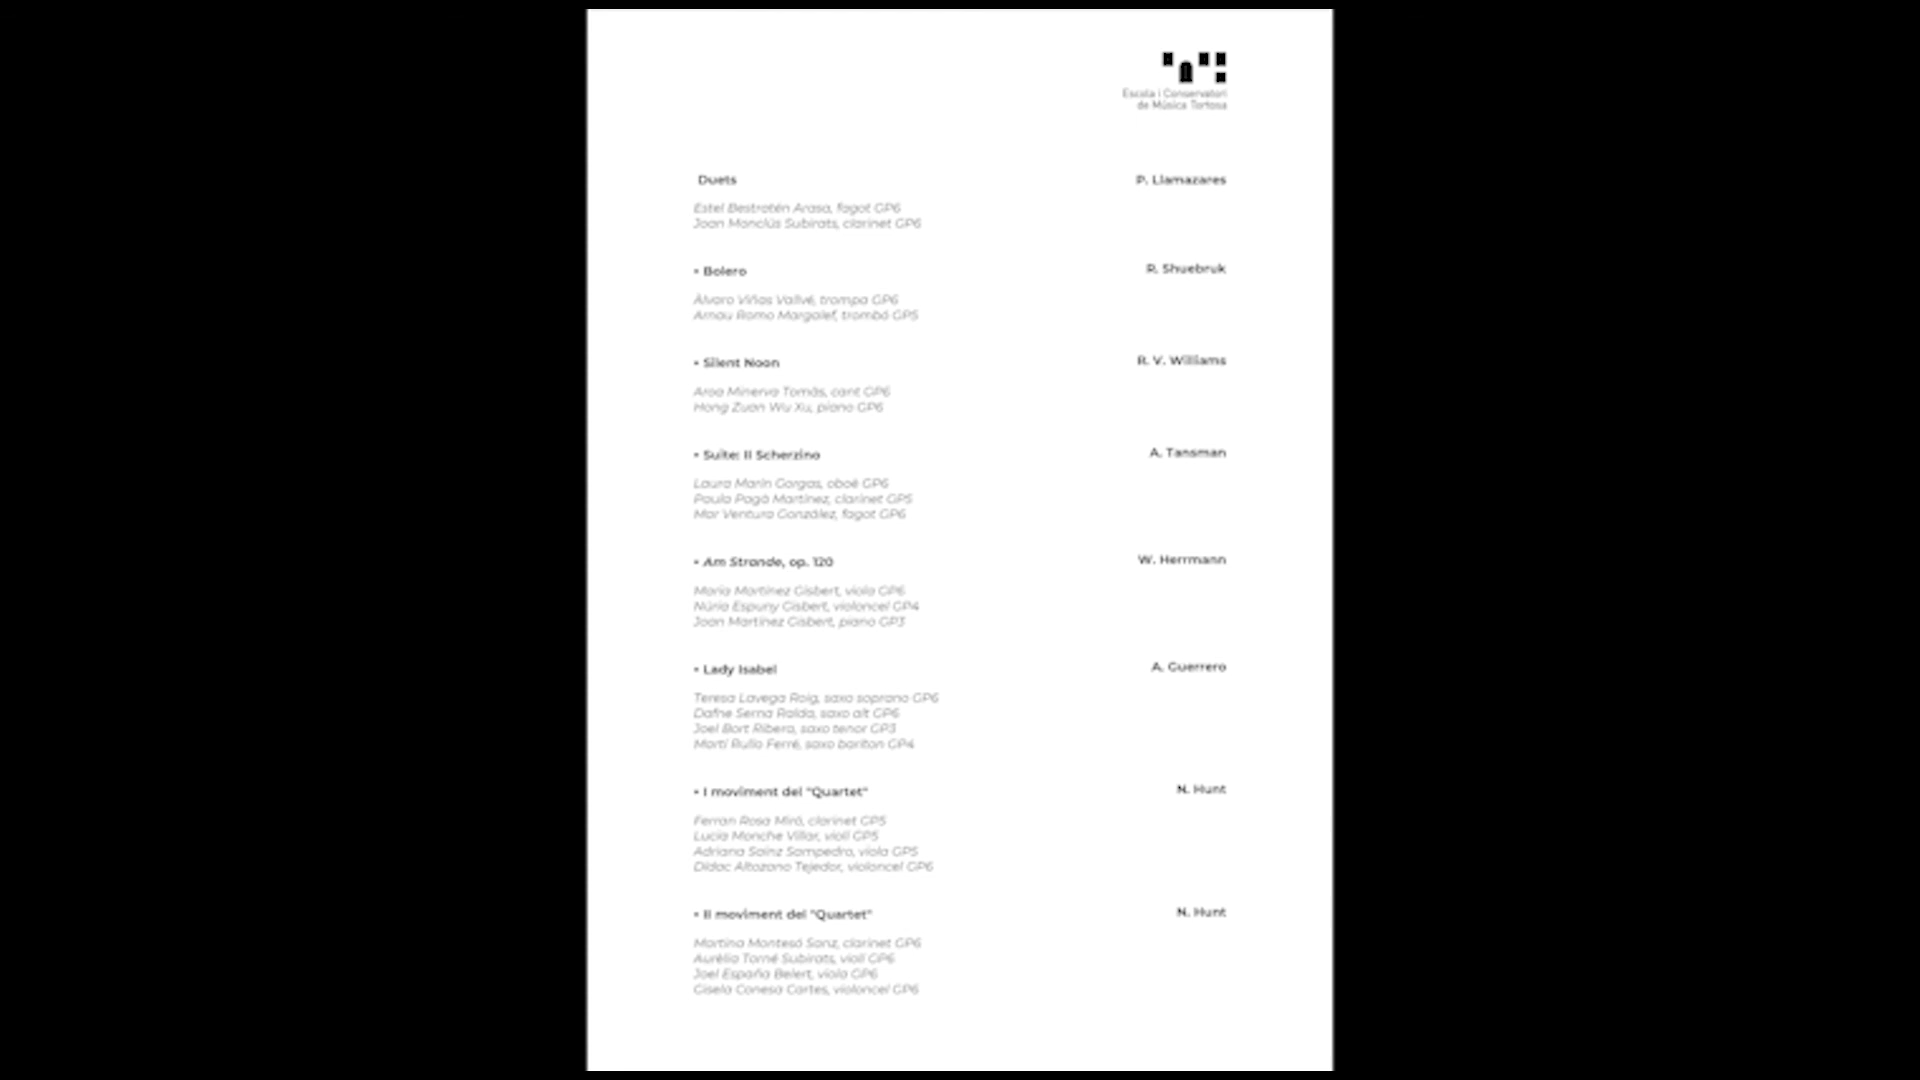 Escola i Conservatori
de Música Tortosa
Duets P. Llamazares
Estel Bestratén Arasa, fagot GP6
Joan Monclús Subirats, clarinet GP6
• Bolero R. Shuebruk
Àlvaro Viñas Vallvé, trompa GP6
Arnau Romo Margalef, trombó GP5
• Silent Noon R. V. Williams
Aroa Minerva Tomàs, cant GP6
Hong Zuan Wu Xu, piano GP6
• Suite: II Scherzino A. Tansman
Laura Marín Gorgas, oboè GP6
Paula Pagà Martínez, clarinet GP5
Mar Ventura González, fagot GP6
• Am Strande, op. 120 W. Herrmann
Maria Martínez Gisbert, viola GP6
Núria Espuny Gisbert, violoncel GP4
Joan Martínez Gisbert, piano GP3
• Lady Isabel A. Guerrero
Teresa Lavega Roig, saxo soprano GP6
Dafne Serna Ralda, saxo alt GP6
Joel Bort Ribera, saxo tenor GP3
Martí Rullo Ferré, saxo bariton GP4
• I moviment del "Quartet" N. Hunt
Ferran Rosa Miró, clarinet GP5
Lucía Monche Villar, violí GP5
Adriana Sainz Sampedro, viola GP5
Dídac Altozano Tejedor, violoncel GP6
• II moviment del "Quartet" N. Hunt
Martina Montesó Sanz, clarinet GP6
Aurèlia Torné Subirats, violí GP6
Joel España Belert, viola GP6
Gisela Conesa Cortes, violoncel GP6